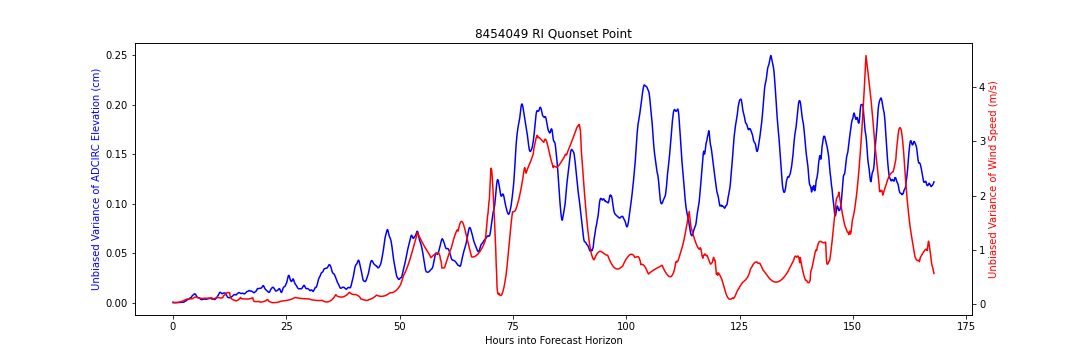 8454049 RI Quonset Point
Unbiased Variance of ADCIRC Elevation (cm)
0.25
0.20
0.15
0.10
0.05
0.00
4
3
2
1
0
Unbiased Variance of Wind Speed (m/s)
0 25 50 75 100 125 150 175
Hours into Forecast Horizon